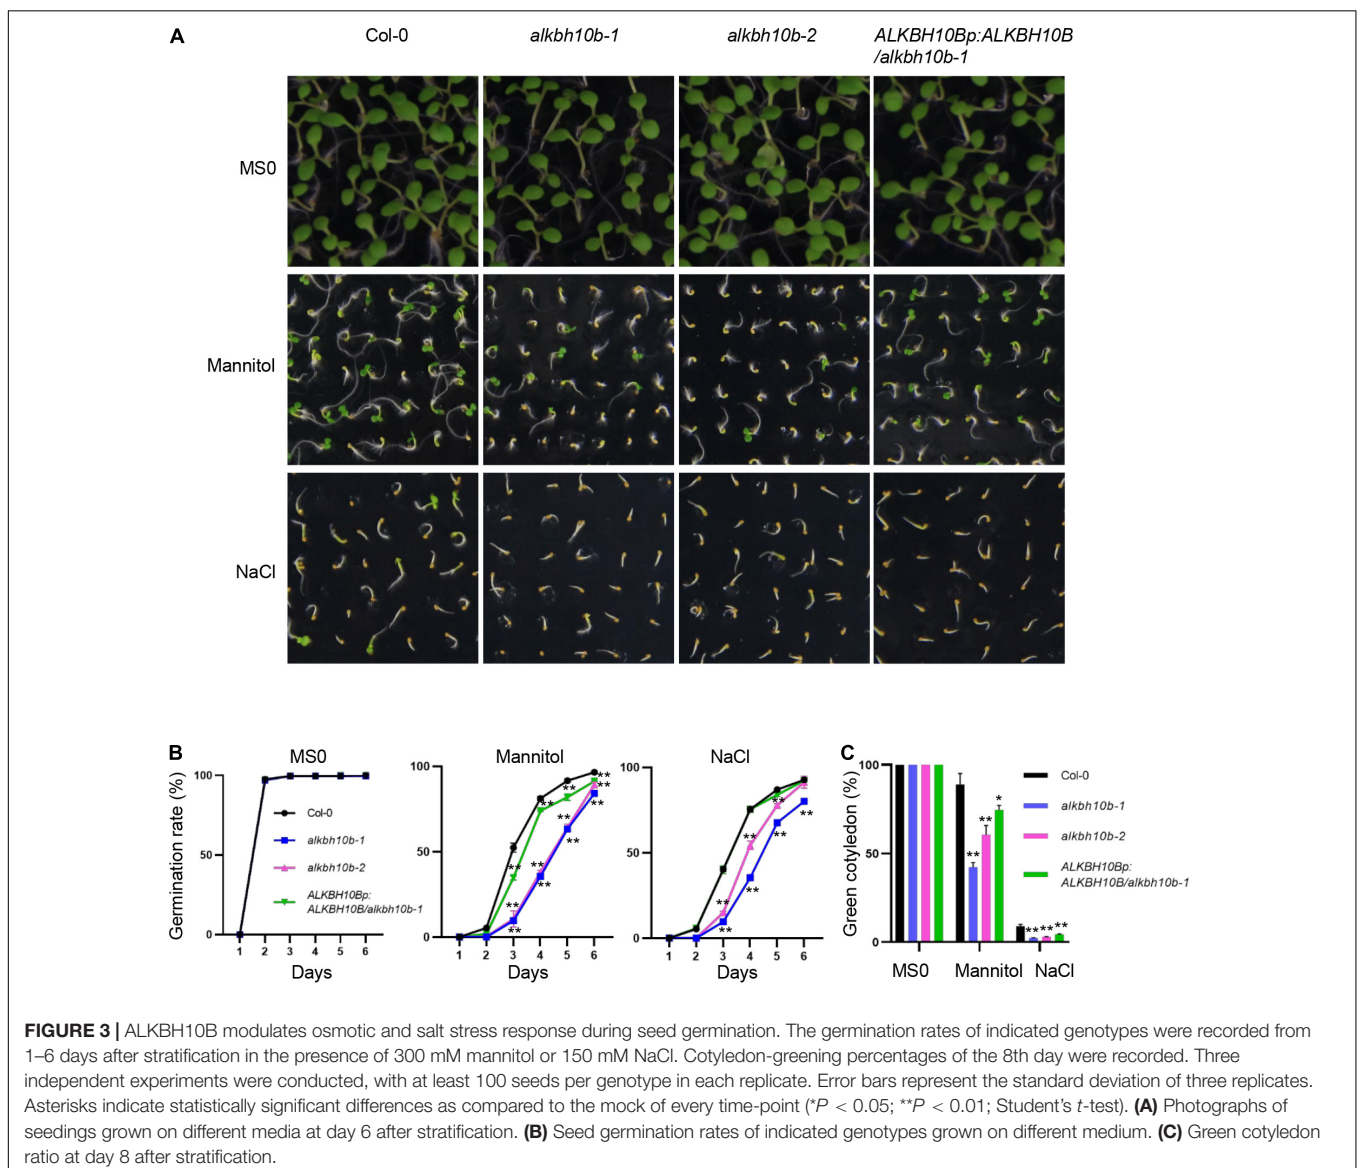 A
Col-0
alkbh10b-1
alkbh10b-2
ALKBH10Bp:ALKBH10B
/alkbh10b-1
MS0
Mannitol
NaCl
B
MS0
Mannitol
NaCl
Germination rate (%)
100
50
0
1 2 3 4 5 6
Days
Col-0
alkbh10b-1
alkbh10b-2
ALKBH10Bp:
ALKBH10B/alkbh10b-1
100
50
0
1 2 3 4 5 6
Days
** ** ** ** ** ** ** ** ** ** ** ** **
100
50
0
1 2 3 4 5 6
Days
** ** ** ** ** ** **
C
Green cotyledon (%)
100
50
0
MS0 Mannitol NaCl
** ** * ** ** **
Col-0
alkbh10b-1
alkbh10b-2
ALKBH10Bp:
ALKBH10B/alkbh10b-1
FIGURE 3 | ALKBH10B modulates osmotic and salt stress response during seed germination. The germination rates of indicated genotypes were recorded from
1–6 days after stratification in the presence of 300 mM mannitol or 150 mM NaCl. Cotyledon-greening percentages of the 8th day were recorded. Three
independent experiments were conducted, with at least 100 seeds per genotype in each replicate. Error bars represent the standard deviation of three replicates.
Asterisks indicate statistically significant differences as compared to the mock of every time-point (*P < 0.05; **P < 0.01; Student's t-test). (A) Photographs of
seedings grown on different media at day 6 after stratification. (B) Seed germination rates of indicated genotypes grown on different medium. (C) Green cotyledon
ratio at day 8 after stratification.